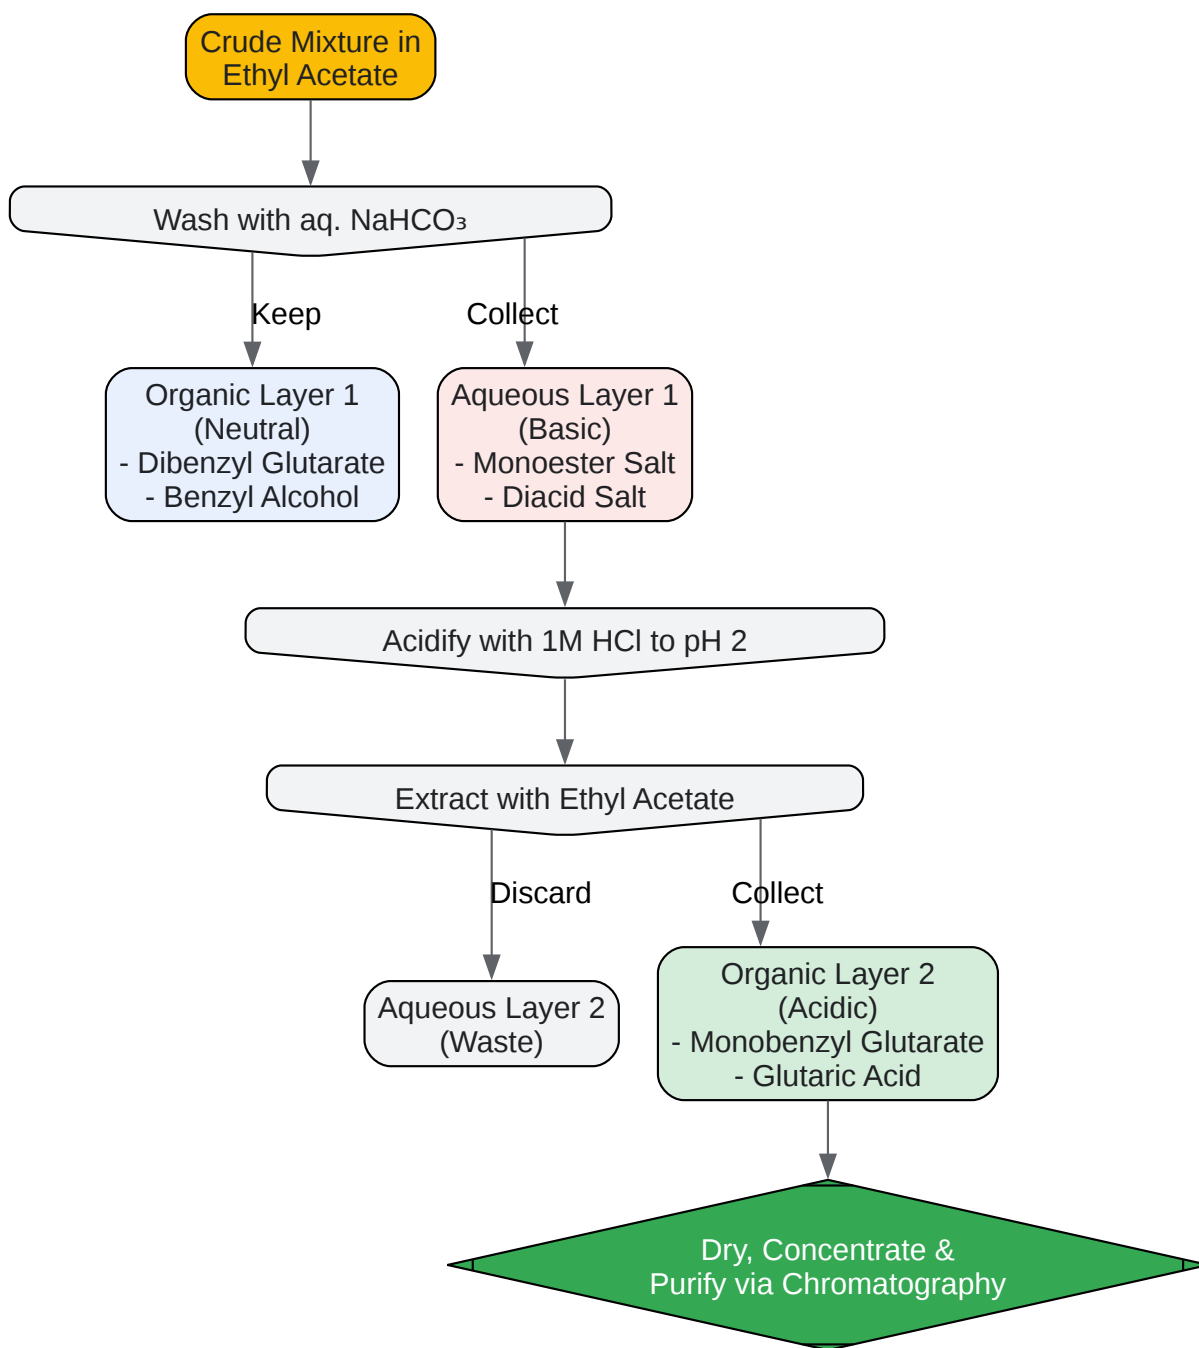 Crude Mixture in
Ethyl Acetate
Wash with aq. NaHCO₃
Keep
Collect
Organic Layer 1
(Neutral)
- Dibenzyl Glutarate
- Benzyl Alcohol
Aqueous Layer 1
(Basic)
- Monoester Salt
- Diacid Salt
Acidify with 1M HCl to pH 2
Extract with Ethyl Acetate
Discard
Collect
Aqueous Layer 2
(Waste)
Organic Layer 2
(Acidic)
- Monobenzyl Glutarate
- Glutaric Acid
Dry, Concentrate &
Purify via Chromatography